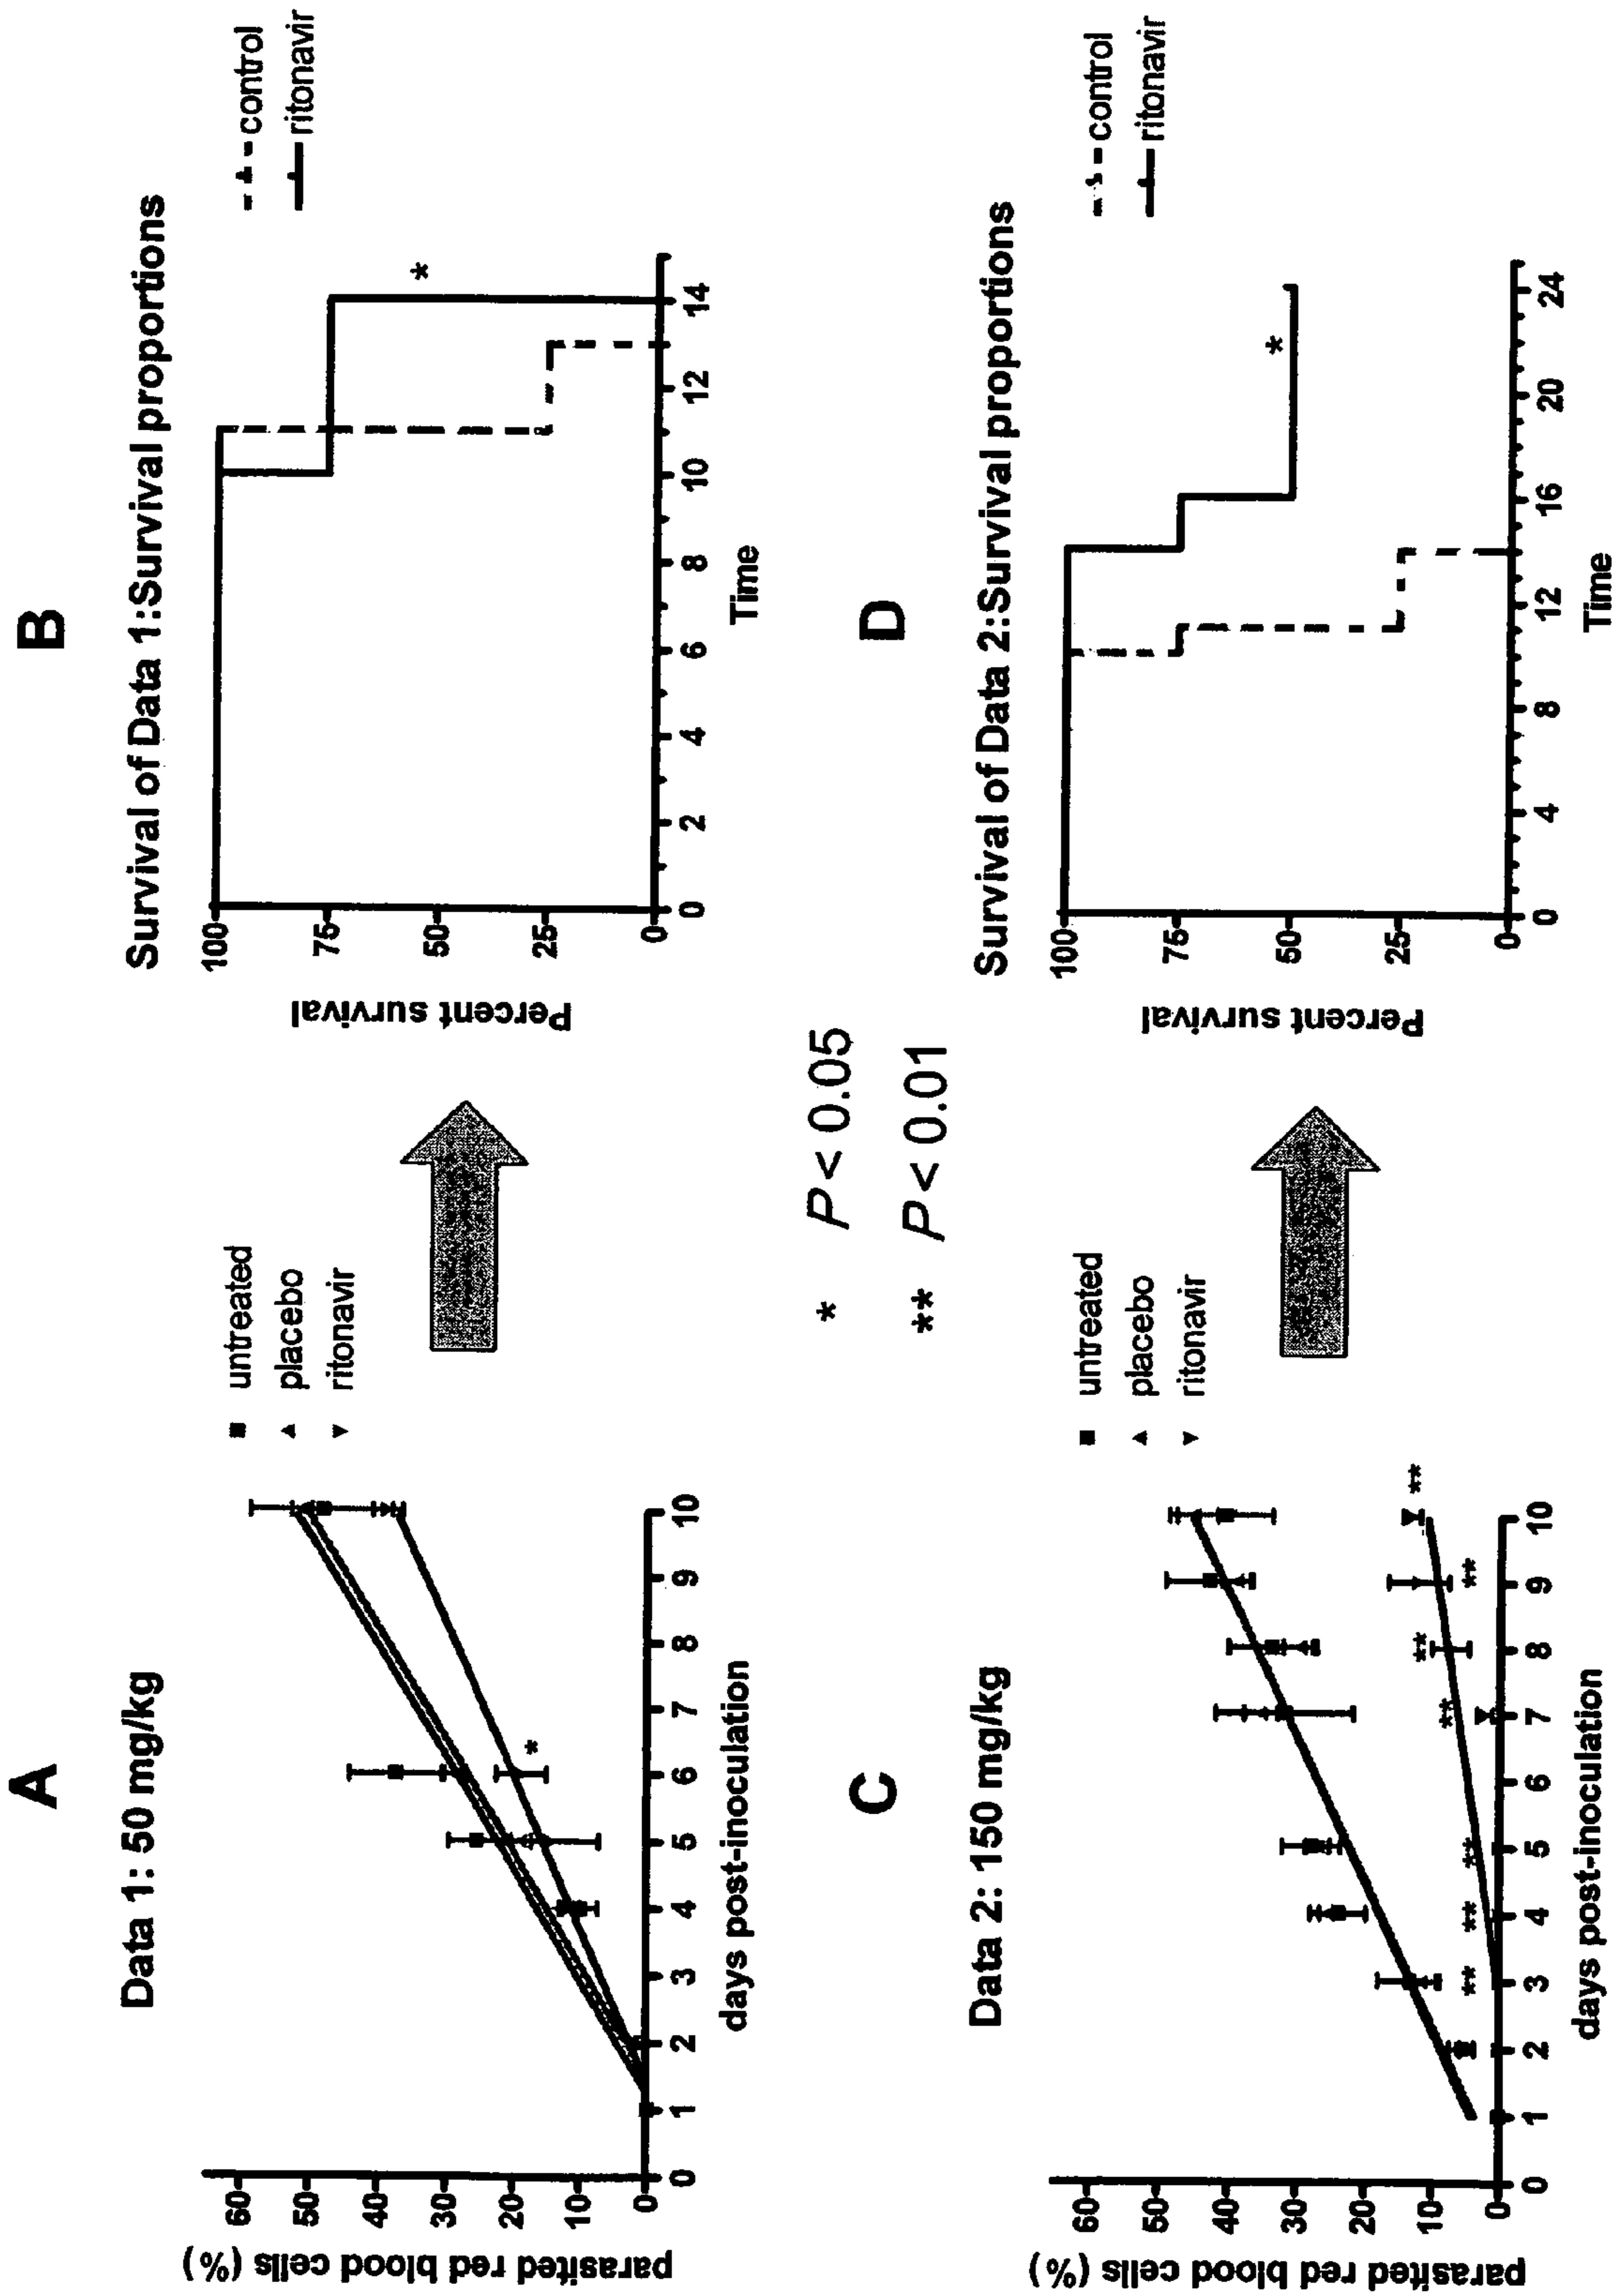 A
Data 1: 50 mg/kg
parasited red blood cells (%)
60
50
40
30
20
10
0
0 1 2 3 4 5 6 7 8 9 10
days post-inoculation
*
untreated
placebo
ritonavir
B
Survival of Data 1:Survival proportions
Percent survival
100
75
50
25
0
0 2 4 6 8 10 12 14
Time
*
control
ritonavir
* P < 0.05
** P < 0.01
C
Data 2: 150 mg/kg
parasited red blood cells (%)
60
50
40
30
20
10
0
0 1 2 3 4 5 6 7 8 9 10
days post-inoculation
** ** ** ** ** ** **
untreated
placebo
ritonavir
D
Survival of Data 2:Survival proportions
Percent survival
100
75
50
25
0
0 4 8 12 16 20 24
Time
*
control
ritonavir